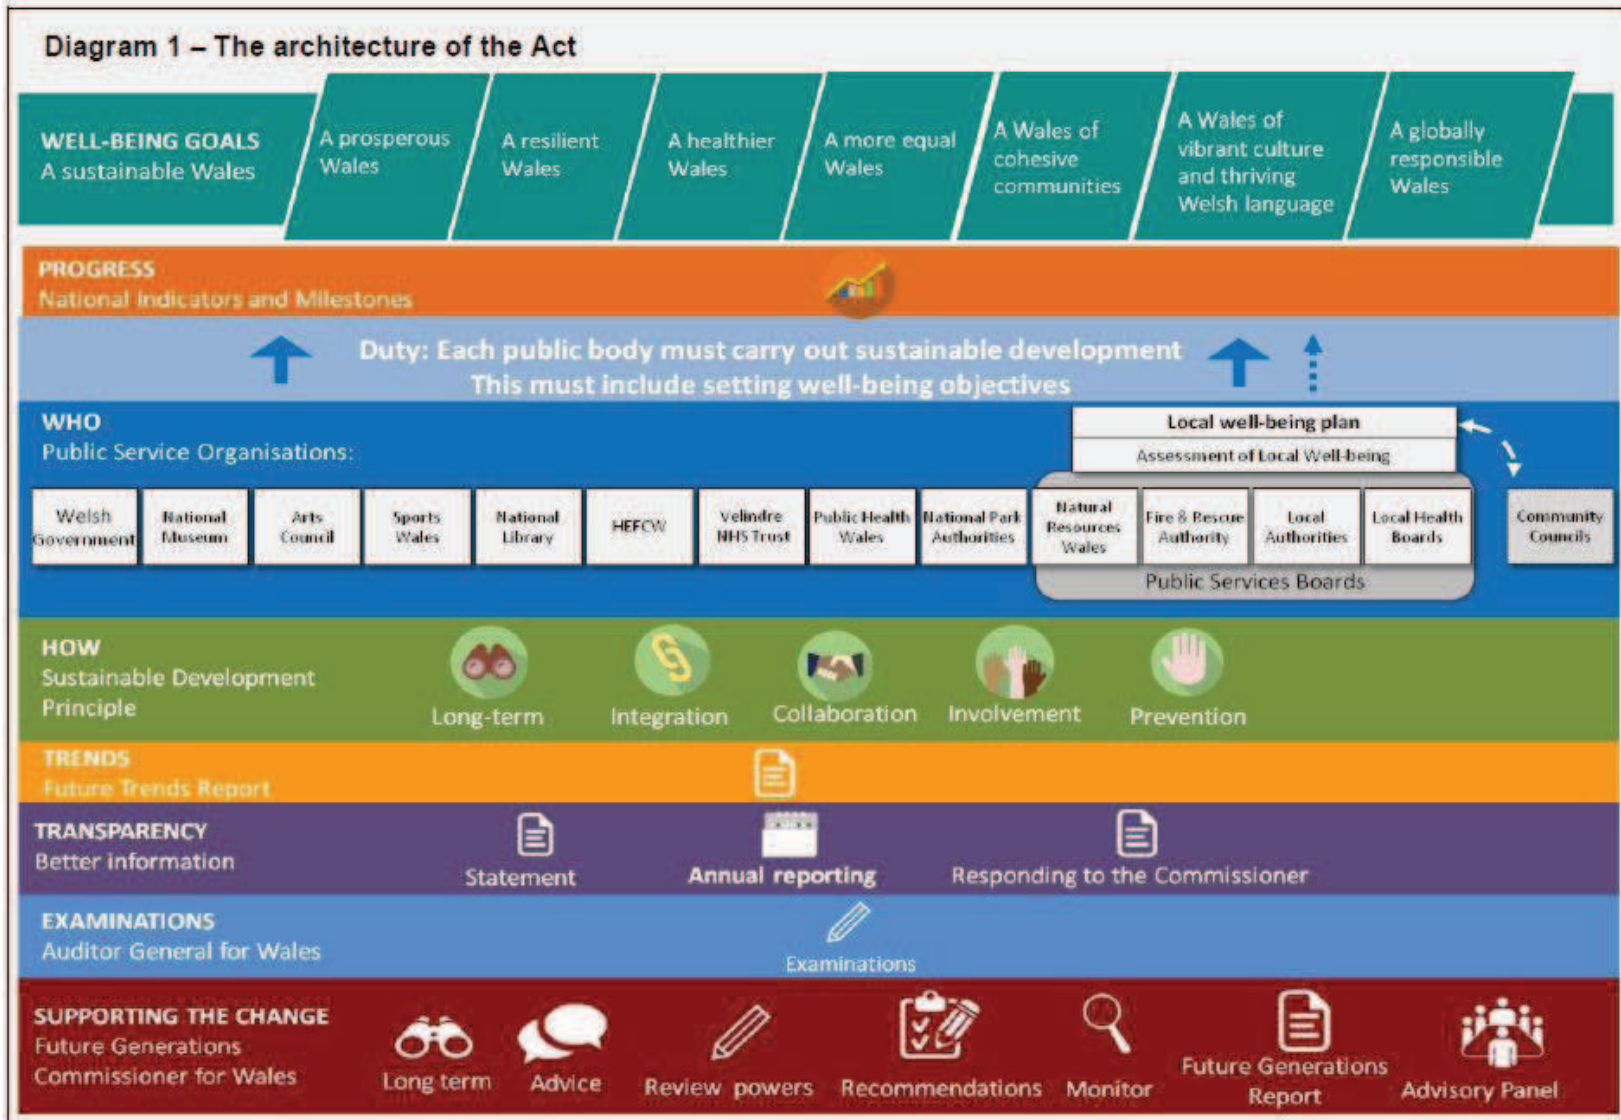 Diagram 1 – The architecture of the Act
WELL-BEING GOALS
A sustainable Wales
A prosperous
Wales
A resilient
Wales
A healthier
Wales
A more equal
Wales
A Wales of
cohesive
communities
A Wales of
vibrant culture
and thriving
Welsh language
A globally
responsible
Wales
PROGRESS
National Indicators and Milestones
Duty: Each public body must carry out sustainable development
This must include setting well-being objectives
WHO
Public Service Organisations:
Local well-being plan
Assessment of Local Well-being
Welsh
Government
National
Museum
Arts
Council
Sports
Wales
National
Library
HEFCW
Velindre
NHS Trust
Public Health
Wales
National Park
Authorities
Natural
Resources
Wales
Fire & Rescue
Authority
Local
Authorities
Local Health
Boards
Community
Councils
Public Services Boards
HOW
Sustainable Development
Principle
Long-term
Integration
Collaboration
Involvement
Prevention
TRENDS
Future Trends Report
TRANSPARENCY
Better information
Statement
Annual reporting
Responding to the Commissioner
EXAMINATIONS
Auditor General for Wales
Examinations
SUPPORTING THE CHANGE
Future Generations
Commissioner for Wales
Long term
Advice
Review powers
Recommendations
Monitor
Future Generations
Report
Advisory Panel